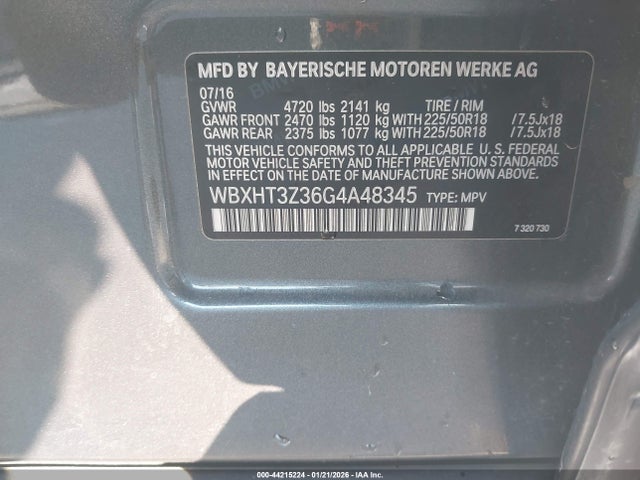 MFD BY BAYERISCHE MOTOREN WERKE AG
07/16
GVWR 4720 lbs 2141 kg TIRE / RIM
GAWR FRONT 2470 lbs 1120 kg WITH 225/50R18 /7.5Jx18
GAWR REAR 2375 lbs 1077 kg WITH 225/50R18 /7.5Jx18
THIS VEHICLE CONFORMS TO ALL APPLICABLE U. S. FEDERAL
MOTOR VEHICLE SAFETY AND THEFT PREVENTION STANDARDS
IN EFFECT ON THE DATE OF MANUFACTURE SHOWN ABOVE.
WBXHT3Z36G4A48345 TYPE: MPV
7 320 730
000-44215224 - 01/21/2026 - IAA Inc.